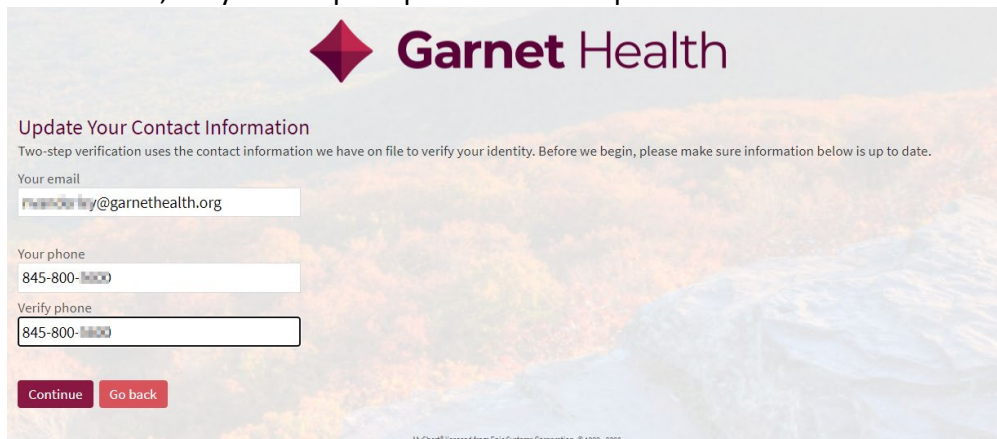 Garnet Health
Update Your Contact Information
Two-step verification uses the contact information we have on file to verify your identity. Before we begin, please make sure information below is up to date.
Your email
y@garnethealth.org
Your phone
845-800-
Verify phone
845-800-
Continue Go back